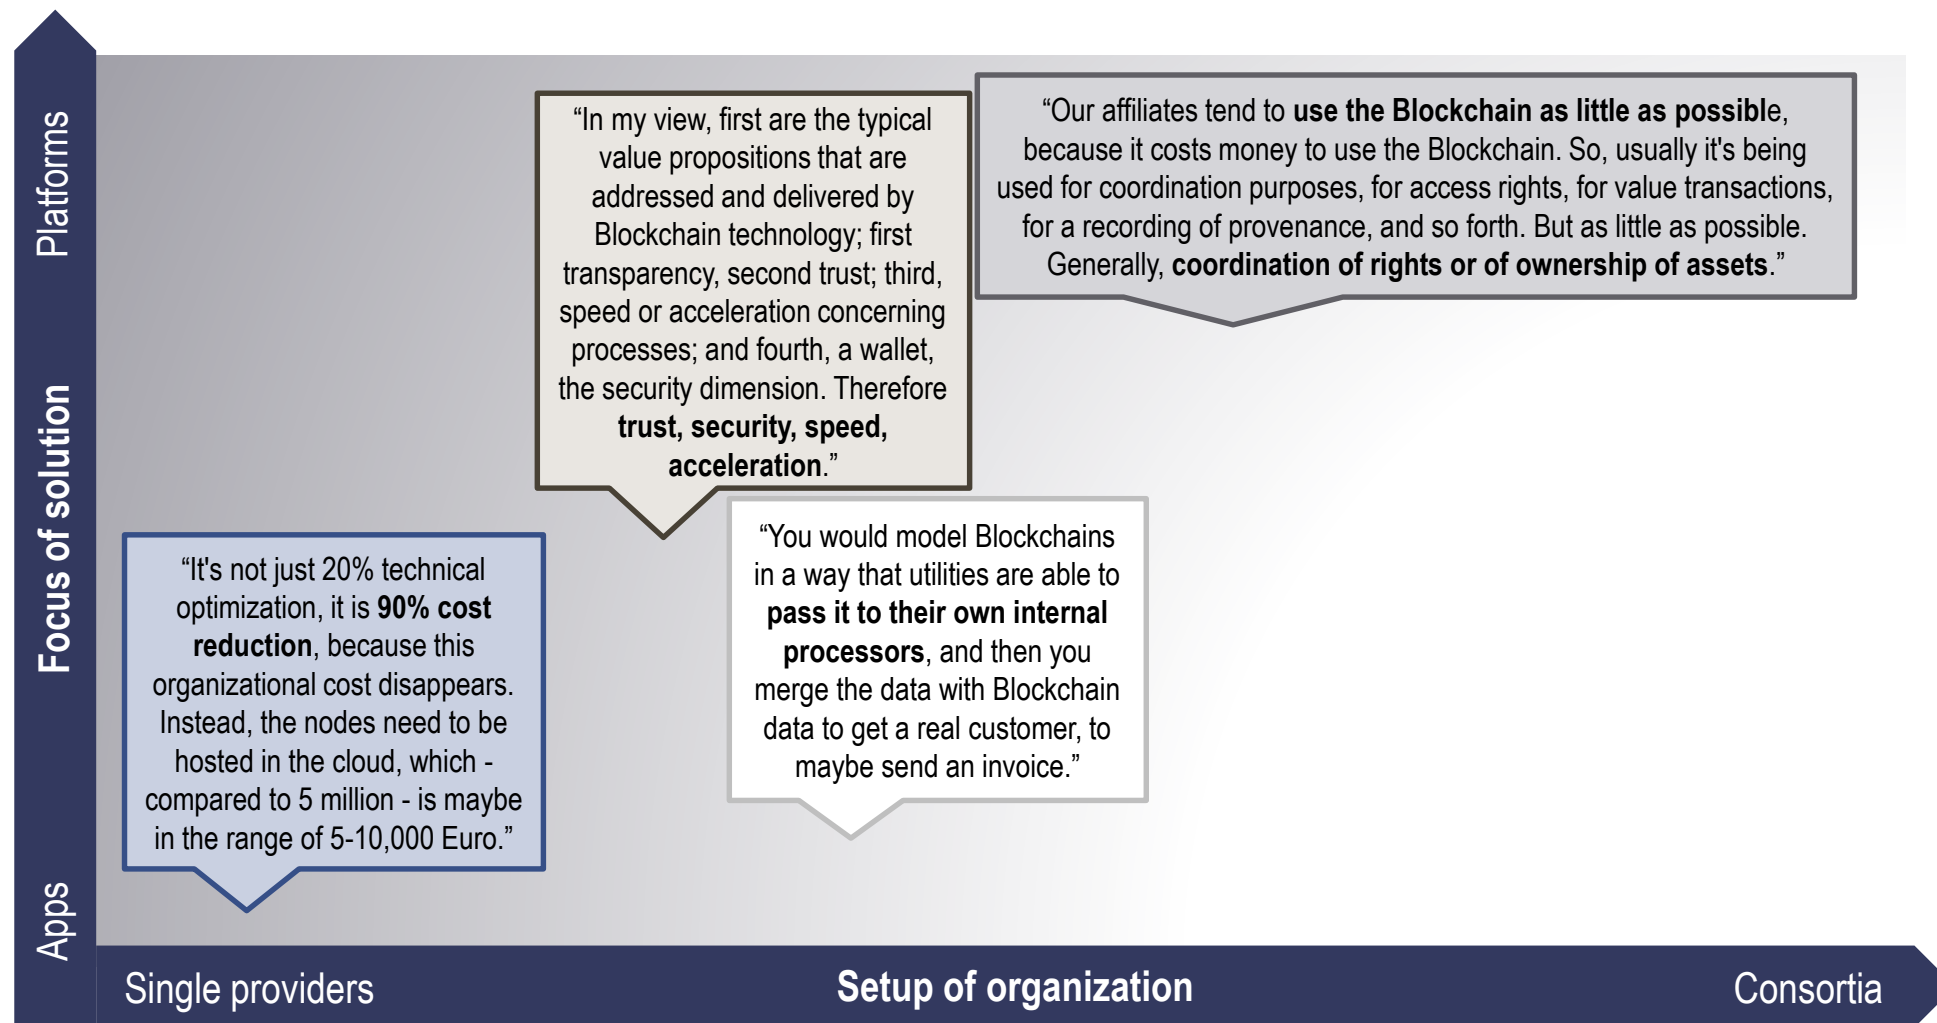 Platforms
Focus of solution
Apps
“In my view, first are the typical
value propositions that are
addressed and delivered by
Blockchain technology; first
transparency, second trust; third,
speed or acceleration concerning
processes; and fourth, a wallet,
the security dimension. Therefore
trust, security, speed,
acceleration.”
“Our affiliates tend to use the Blockchain as little as possible,
because it costs money to use the Blockchain. So, usually it's being
used for coordination purposes, for access rights, for value transactions,
for a recording of provenance, and so forth. But as little as possible.
Generally, coordination of rights or of ownership of assets.”
“It's not just 20% technical
optimization, it is 90% cost
reduction, because this
organizational cost disappears.
Instead, the nodes need to be
hosted in the cloud, which -
compared to 5 million - is maybe
in the range of 5-10,000 Euro.”
“You would model Blockchains
in a way that utilities are able to
pass it to their own internal
processors, and then you
merge the data with Blockchain
data to get a real customer, to
maybe send an invoice.”
Single providers
Setup of organization
Consortia